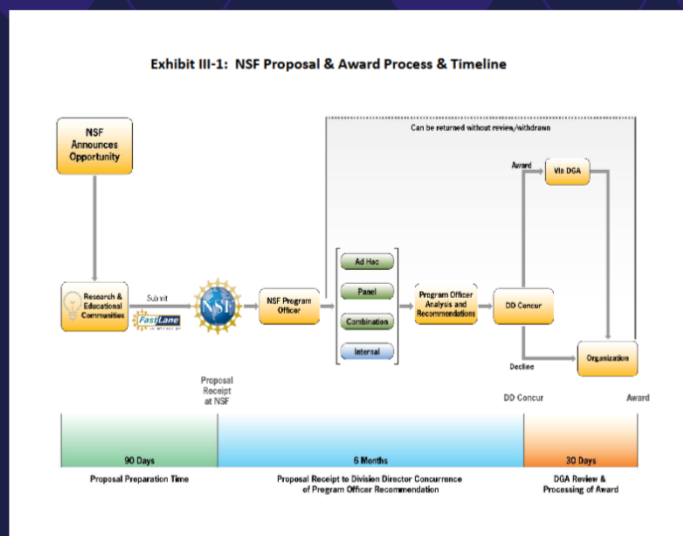 Exhibit III-1: NSF Proposal & Award Process & Timeline
NSF
Announces
Opportunity
Can be returned without review/withdrawn
Award
Via DGA
Ad Hoc
Panel
Combination
Internal
Research &
Educational
Communities
Submit
FastLane
NSF
NSF Program
Officer
Program Officer
Analysis and
Recommendations
DD Concur
Organization
Decline
Proposal
Receipt
at NSF
DD Concur
Award
90 Days
6 Months
30 Days
Proposal Preparation Time
Proposal Receipt to Division Director Concurrence
of Program Officer Recommendation
DGA Review &
Processing of Award